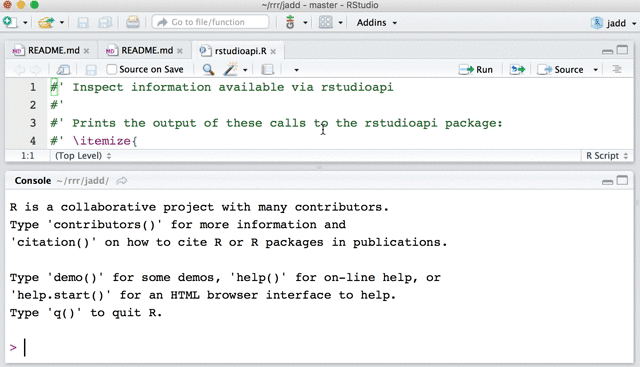 ~/rrr/jadd - master - RStudio
Go to file/function
Addins
jadd
README.md
README.md
rstudioapi.R
Source on Save
Run
Source
1 #' Inspect information available via rstudioapi
2 #'
3 #' Prints the output of these calls to the rstudioapi package:
4 #' \itemize{
1:1 (Top Level) R Script
Console ~/rrr/jadd/
R is a collaborative project with many contributors.
Type 'contributors()' for more information and
'citation()' on how to cite R or R packages in publications.
Type 'demo()' for some demos, 'help()' for on-line help, or
'help.start()' for an HTML browser interface to help.
Type 'q()' to quit R.
>